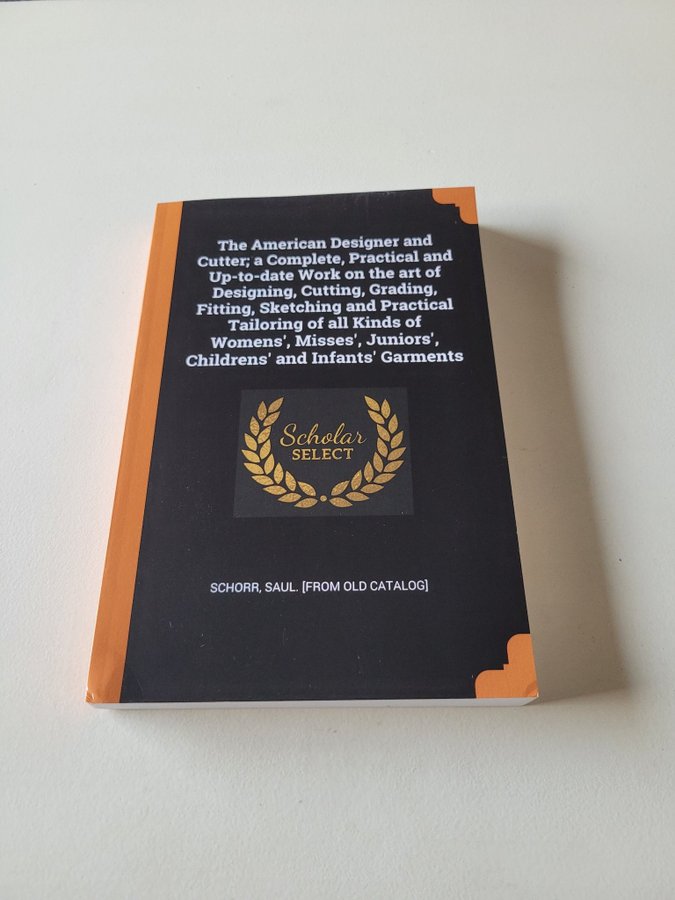 The American Designer and
Cutter; a Complete, Practical and
Up-to-date Work on the art of
Designing, Cutting, Grading,
Fitting, Sketching and Practical
Tailoring of all Kinds of
Womens', Misses', Juniors',
Childrens' and Infants' Garments
Scholar
SELECT
SCHORR, SAUL. [FROM OLD CATALOG]